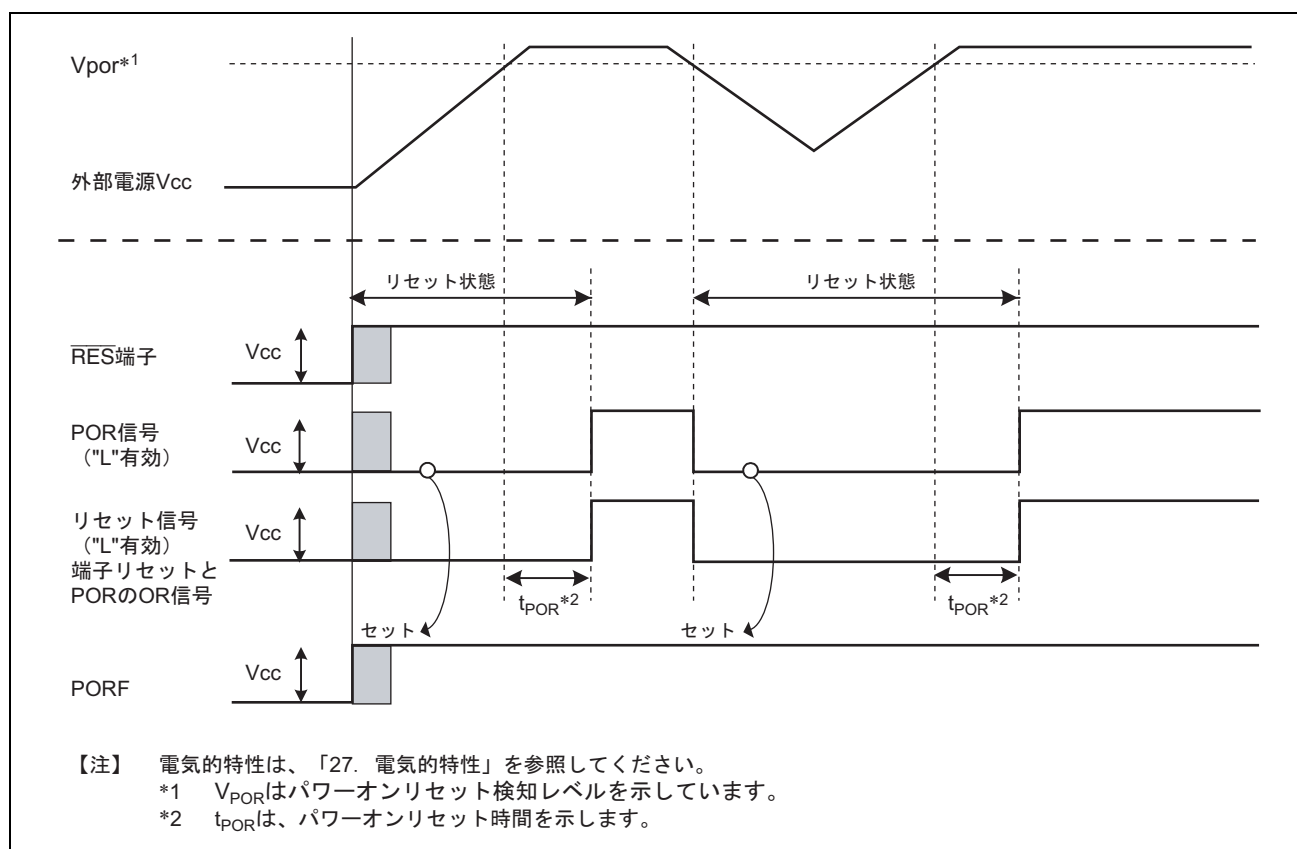 Vpor*1
外部電源Vcc
リセット状態
リセット状態
RES端子
Vcc
POR信号
("L"有効)
Vcc
リセット信号
("L"有効)
端子リセットと
PORのOR信号
Vcc
tPOR*2
tPOR*2
セット
セット
PORF
Vcc
【注】 電気的特性は、「27. 電気的特性」を参照してください。
*1 VPORはパワーオンリセット検知レベルを示しています。
*2 tPORは、パワーオンリセット時間を示します。